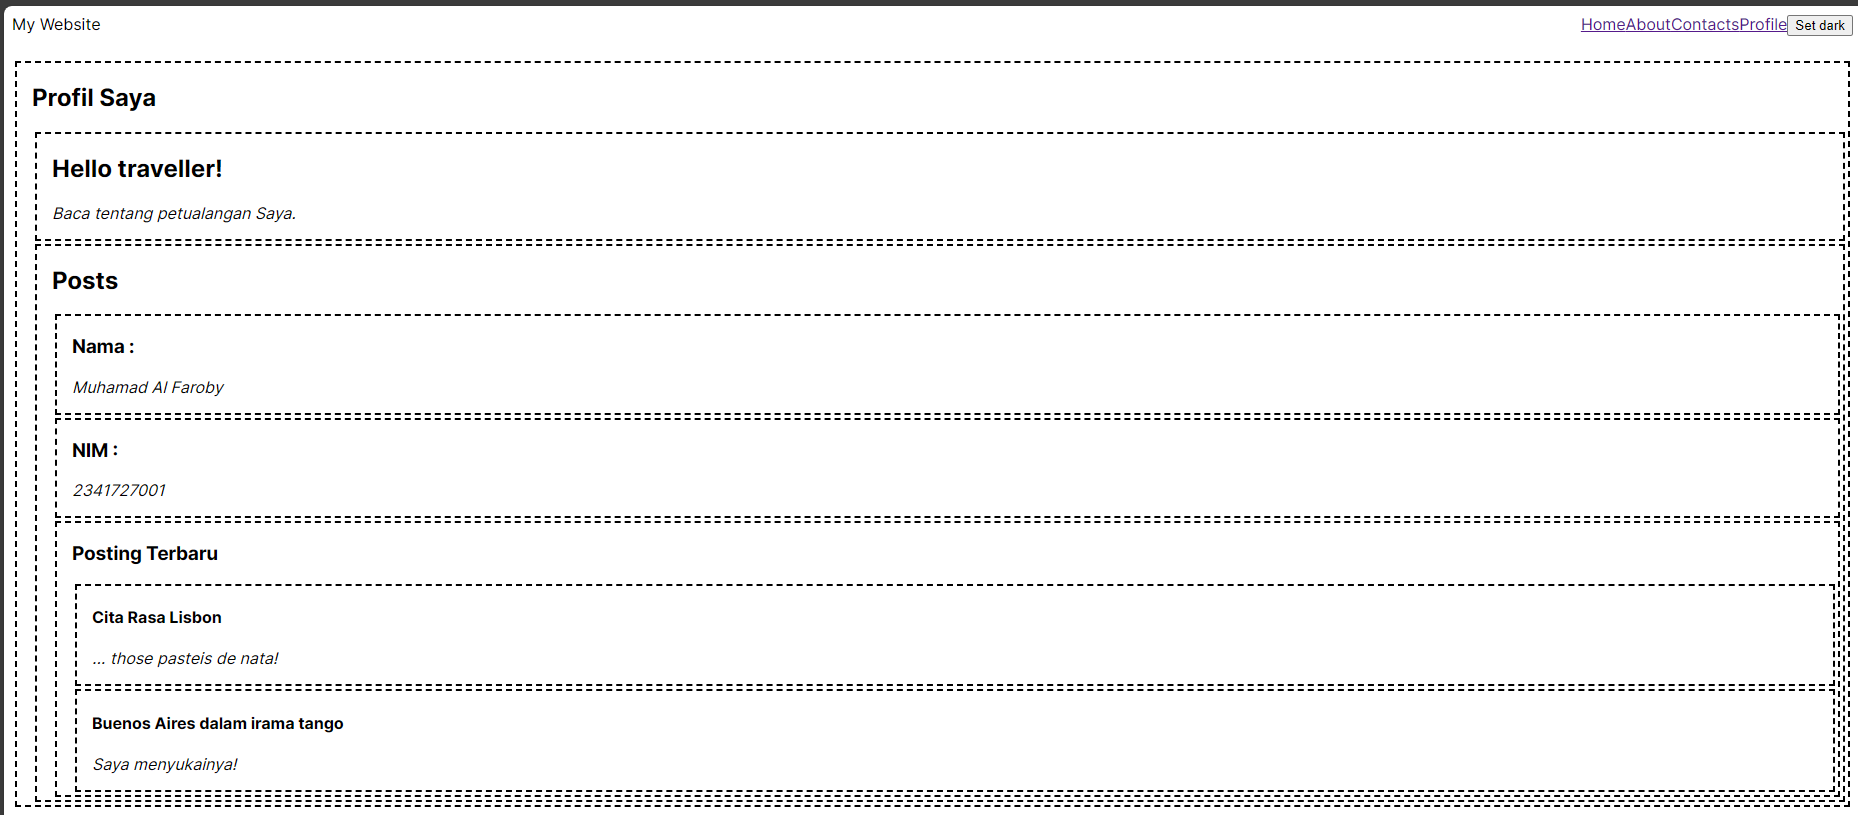 My Website HomeAboutContactsProfile Set dark
Profil Saya
Hello traveller!
Baca tentang petualangan Saya.
Posts
Nama :
Muhamad Al Faroby
NIM :
2341727001
Posting Terbaru
Cita Rasa Lisbon
... those pasteis de nata!
Buenos Aires dalam irama tango
Saya menyukainya!